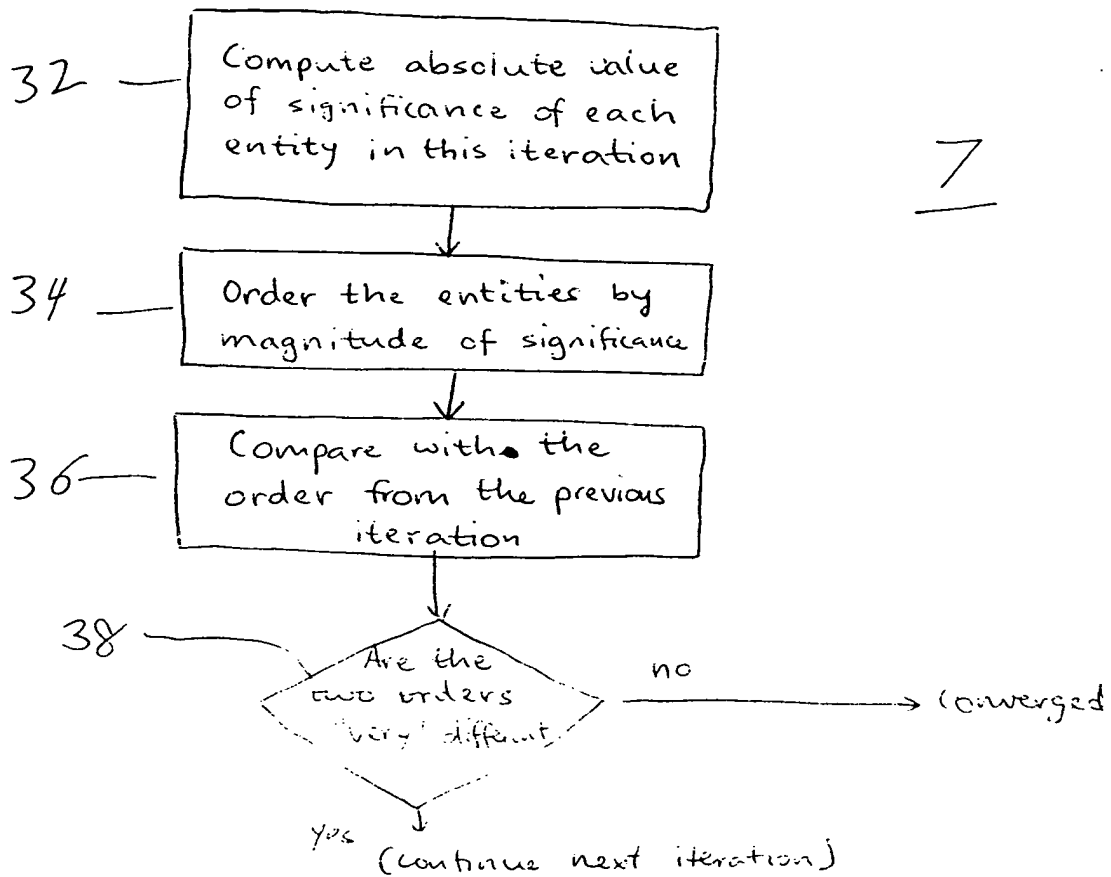 32
Compute absolute value
of significance of each
entity in this iteration
7
34
Order the entities by
magnitude of significance
36
Compare with the
order from the previous
iteration
38
Are the
two orders
"very" different
no
converged
yes
(continue next iteration)